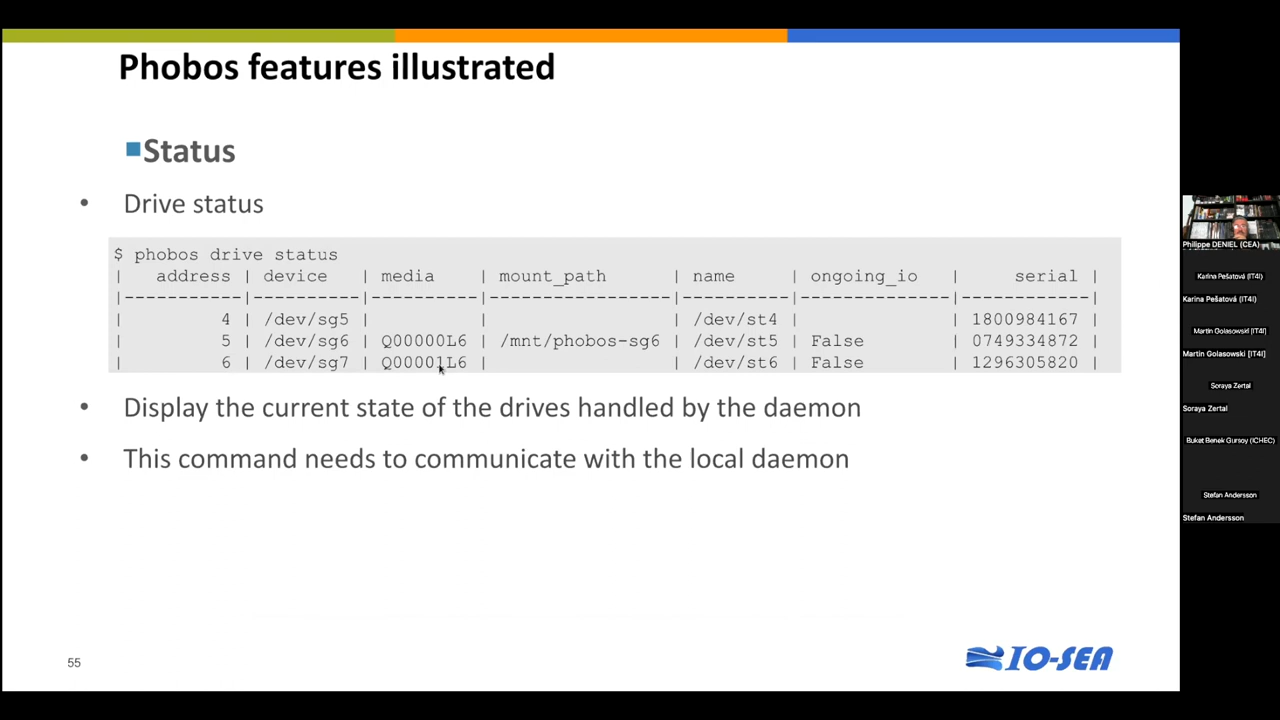 Phobos features illustrated
Status
• Drive status
$ phobos drive status
| address | device | media | mount_path | name | ongoing_io | serial |
|-----------|----------|----------|-----------------|----------|--------------|------------|
| 4 | /dev/sg5 | | | /dev/st4 | | 1800984167 |
| 5 | /dev/sg6 | Q00000L6 | /mnt/phobos-sg6 | /dev/st5 | False | 0749334872 |
| 6 | /dev/sg7 | Q00001L6 | | /dev/st6 | False | 1296305820 |
• Display the current state of the drives handled by the daemon
• This command needs to communicate with the local daemon
55
IO-SEA
Philippe DENIEL (CEA)
Karina Pešatová (IT4I)
Karina Pešatová (IT4I)
Martin Golasowski [IT4I]
Martin Golasowski [IT4I]
Soraya Zertal
Soraya Zertal
Buket Benek Gursoy (ICHEC)
Stefan Andersson
Stefan Andersson